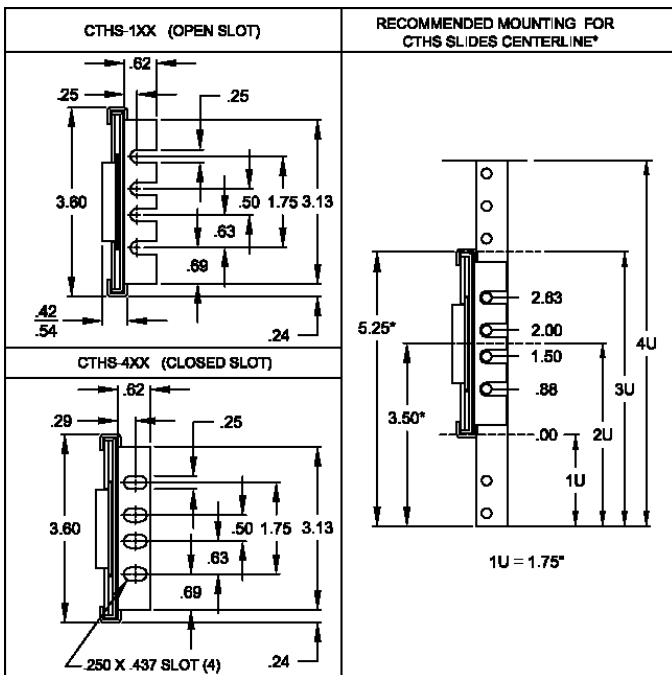 CTHS-1XX (OPEN SLOT)
.62
.25
.25
3.60
.50
1.75
3.13
.63
.69
.42
.54
.24
CTHS-4XX (CLOSED SLOT)
.62
.29
.25
3.60
.50
1.75
3.13
.63
.69
.250 X .437 SLOT (4)
.24
RECOMMENDED MOUNTING FOR
CTHS SLIDES CENTERLINE*
2.63
5.25*
2.00
1.50
4U
.88
3U
3.50*
.00
2U
1U
1U = 1.75"